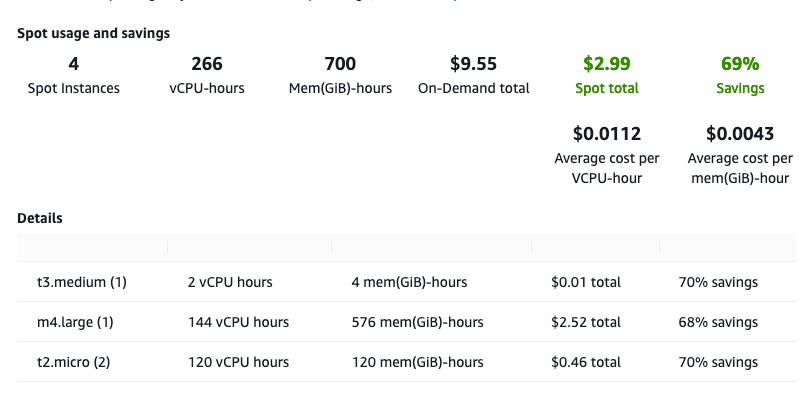 Spot usage and savings
4 266 700 $9.55 $2.99 69%
Spot Instances vCPU-hours Mem(GiB)-hours On-Demand total Spot total Savings
$0.0112 $0.0043
Average cost per Average cost per
VCPU-hour mem(GiB)-hour
Details
t3.medium (1) 2 vCPU hours 4 mem(GiB)-hours $0.01 total 70% savings
m4.large (1) 144 vCPU hours 576 mem(GiB)-hours $2.52 total 68% savings
t2.micro (2) 120 vCPU hours 120 mem(GiB)-hours $0.46 total 70% savings